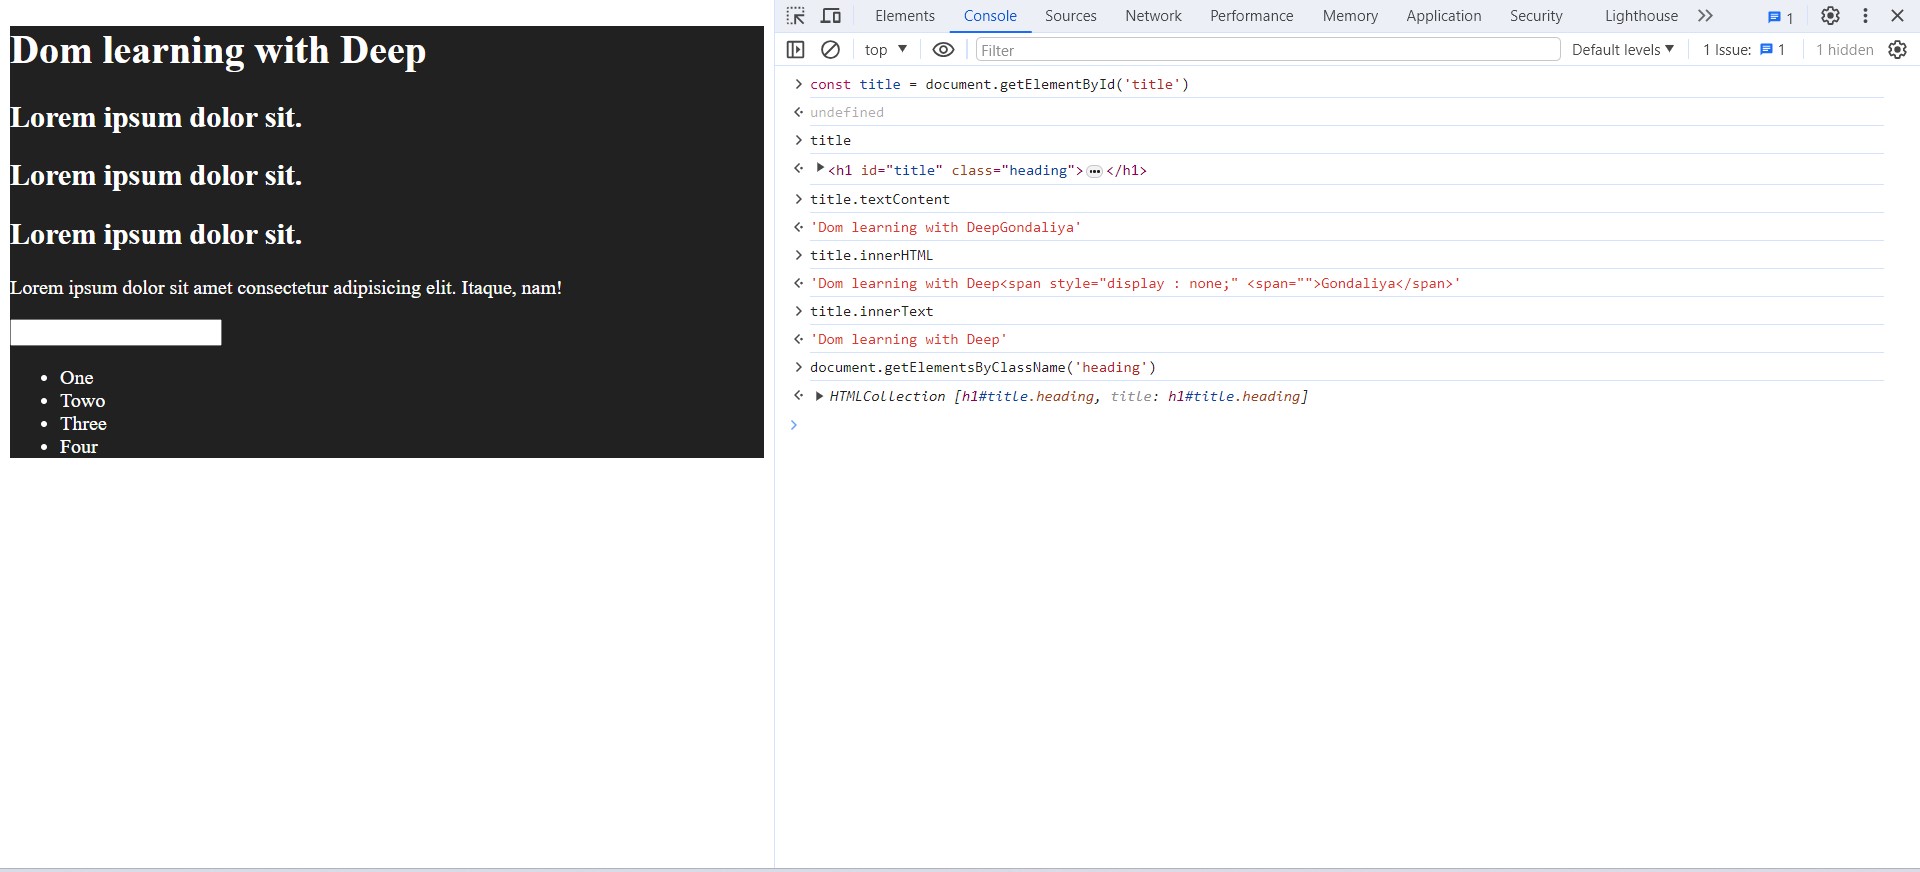 Dom learning with Deep
Lorem ipsum dolor sit.
Lorem ipsum dolor sit.
Lorem ipsum dolor sit.
Lorem ipsum dolor sit amet consectetur adipisicing elit. Itaque, nam!
One
Towo
Three
Four
Elements Console Sources Network Performance Memory Application Security Lighthouse 1
top Filter Default levels 1 Issue: 1 1 hidden
const title = document.getElementById('title')
undefined
title
<h1 id="title" class="heading">…</h1>
title.textContent
'Dom learning with DeepGondaliya'
title.innerHTML
'Dom learning with Deep<span style="display : none;" <span="">Gondaliya</span>'
title.innerText
'Dom learning with Deep'
document.getElementsByClassName('heading')
HTMLCollection [h1#title.heading, title: h1#title.heading]